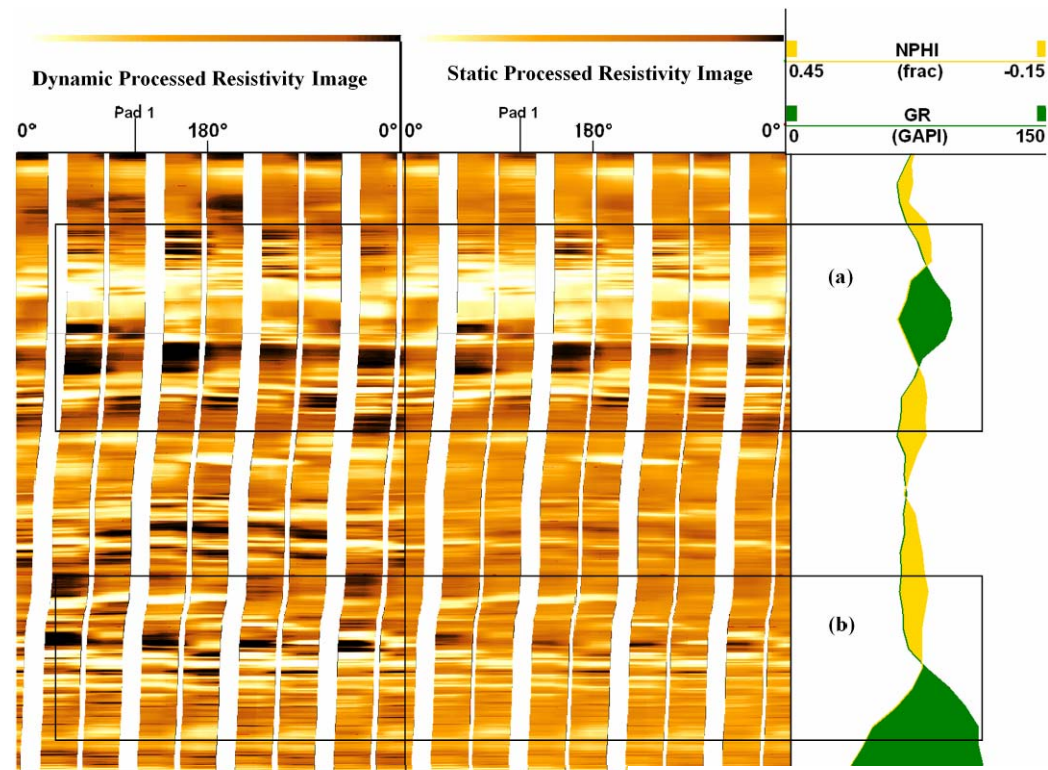 Dynamic Processed Resistivity Image
Static Processed Resistivity Image
NPHI
0.45 (frac) -0.15
GR
0 (GAPI) 150
Pad 1
0° 180° 0°
Pad 1
0° 180° 0°
(a)
(b)